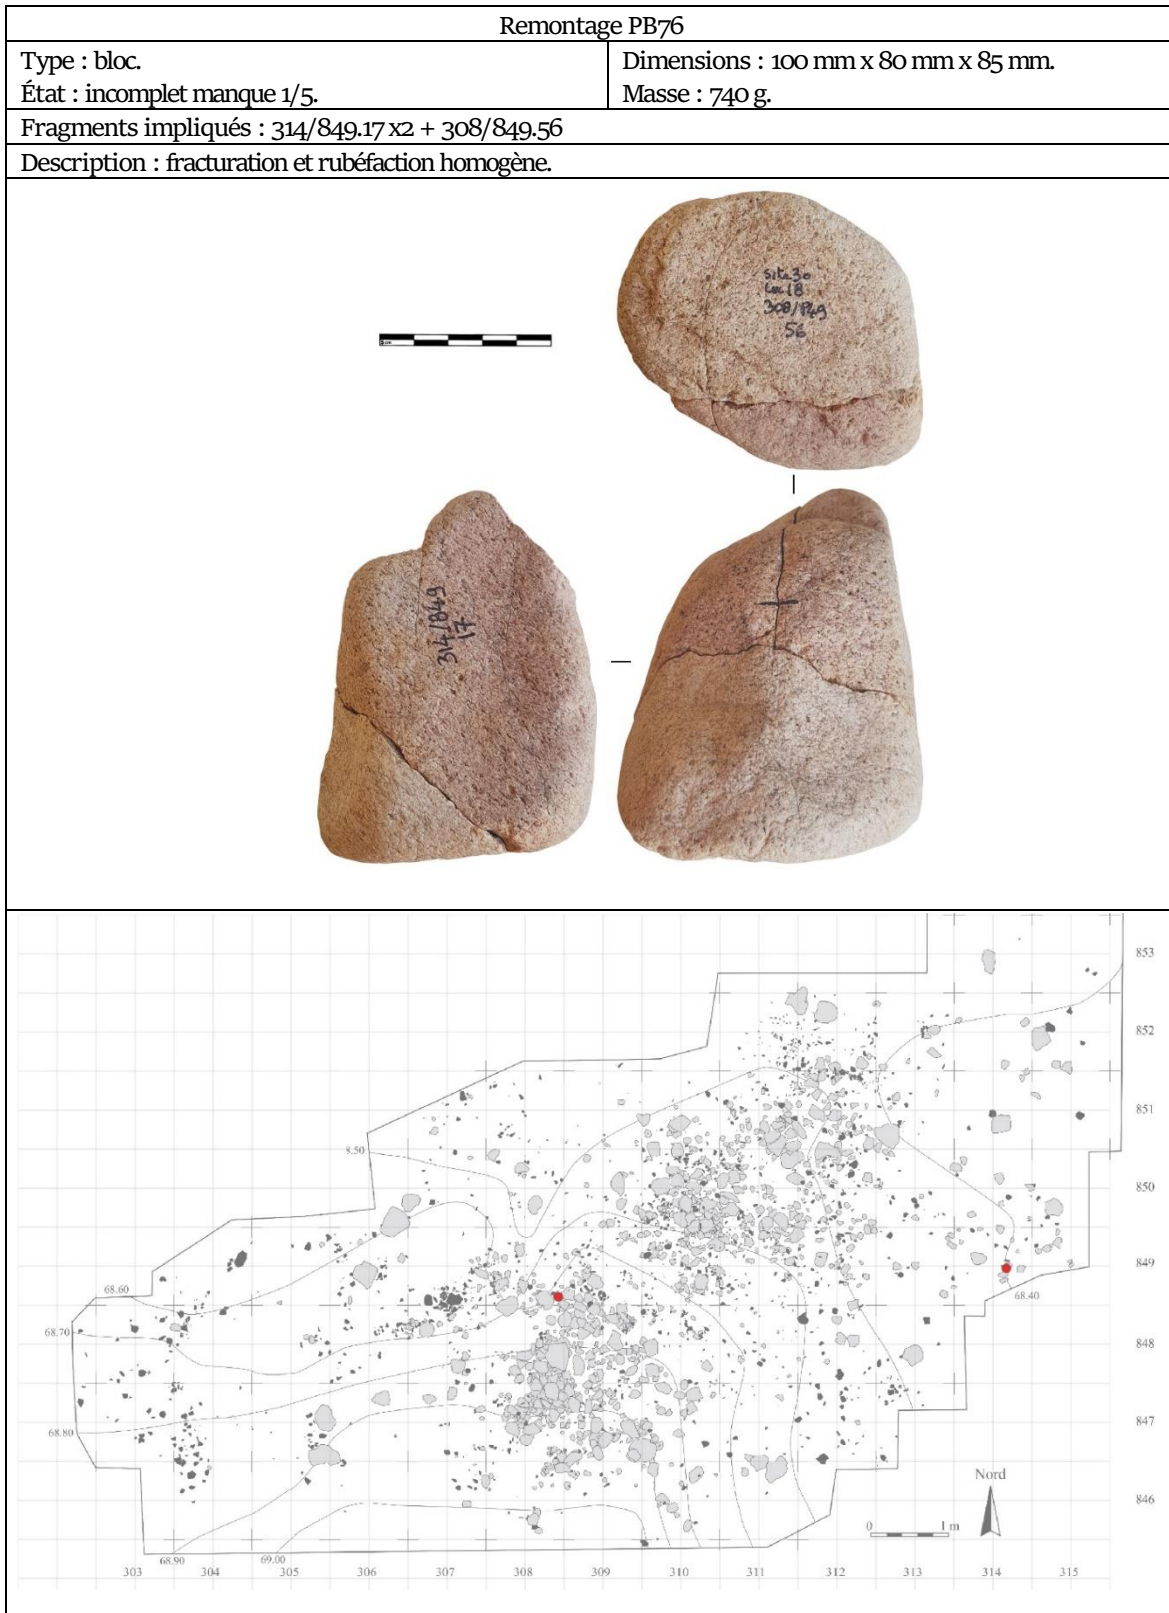 Remontage PB76
Type : bloc.
État : incomplet manque 1/5.
Dimensions : 100 mm x 80 mm x 85 mm.
Masse : 740 g.
Fragments impliqués : 314/849.17 x2 + 308/849.56
Description : fracturation et rubéfaction homogène.
308/849
56
314/849
17
853
852
851
8.50
850
849
68.60
68.40
68.70
848
847
68.80
Nord
846
0 1 m
68.90 69.00
303 304 305 306 307 308 309 310 311 312 313 314 315